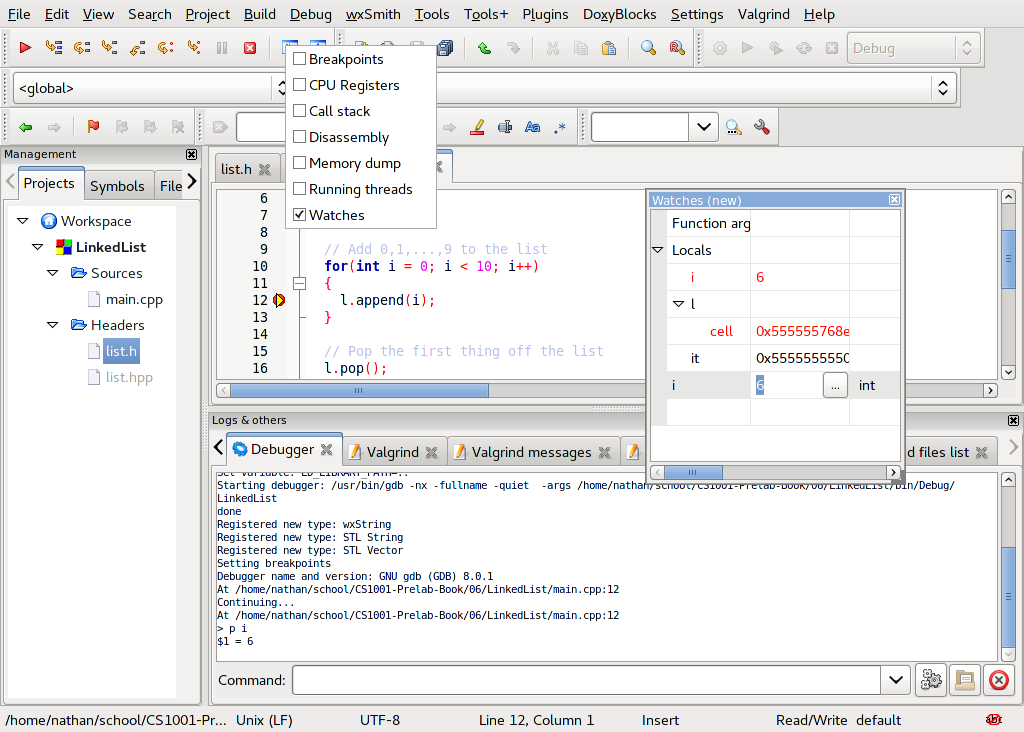 File Edit View Search Project Build Debug wxSmith Tools Tools+ Plugins DoxyBlocks Settings Valgrind Help
Debug
<global>
Breakpoints
CPU Registers
Call stack
Disassembly
Memory dump
Running threads
Watches
Aa .*
Management
Projects Symbols File
Workspace
LinkedList
Sources
main.cpp
Headers
list.h
list.hpp
list.h
6
7
8
9 // Add 0,1,...,9 to the list
10 for(int i = 0; i < 10; i++)
11 {
12 l.append(i);
13 }
14
15 // Pop the first thing off the list
16 l.pop();
Watches (new)
Function arg
Locals
i 6
l
cell 0x555555768e
it 0x5555555550
i 6 ... int
Logs & others
Debugger Valgrind Valgrind messages d files list
Set variable: LD_LIBRARY_PATH=.:
Starting debugger: /usr/bin/gdb -nx -fullname -quiet  -args /home/nathan/school/CS1001-Prelab-Book/06/LinkedList/bin/Debug/
LinkedList
done
Registered new type: wxString
Registered new type: STL String
Registered new type: STL Vector
Setting breakpoints
Debugger name and version: GNU gdb (GDB) 8.0.1
At /home/nathan/school/CS1001-Prelab-Book/06/LinkedList/main.cpp:12
Continuing...
At /home/nathan/school/CS1001-Prelab-Book/06/LinkedList/main.cpp:12
> p i
$1 = 6
Command:
/home/nathan/school/CS1001-Pr... Unix (LF) UTF-8 Line 12, Column 1 Insert Read/Write default abc